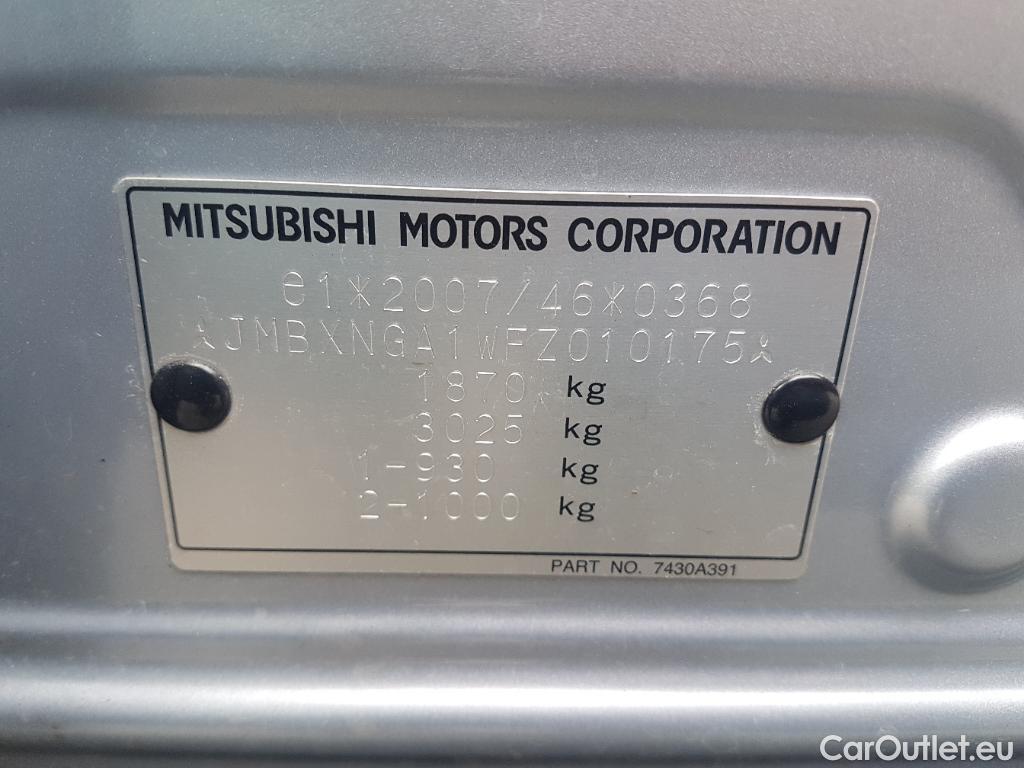 MITSUBISHI MOTORS CORPORATION
e1*2007/46*0368
*JMBXNGA1WFZ010175*
1870 kg
3025 kg
1-930 kg
2-1000 kg
PART NO. 7430A391
CarOutlet.eu